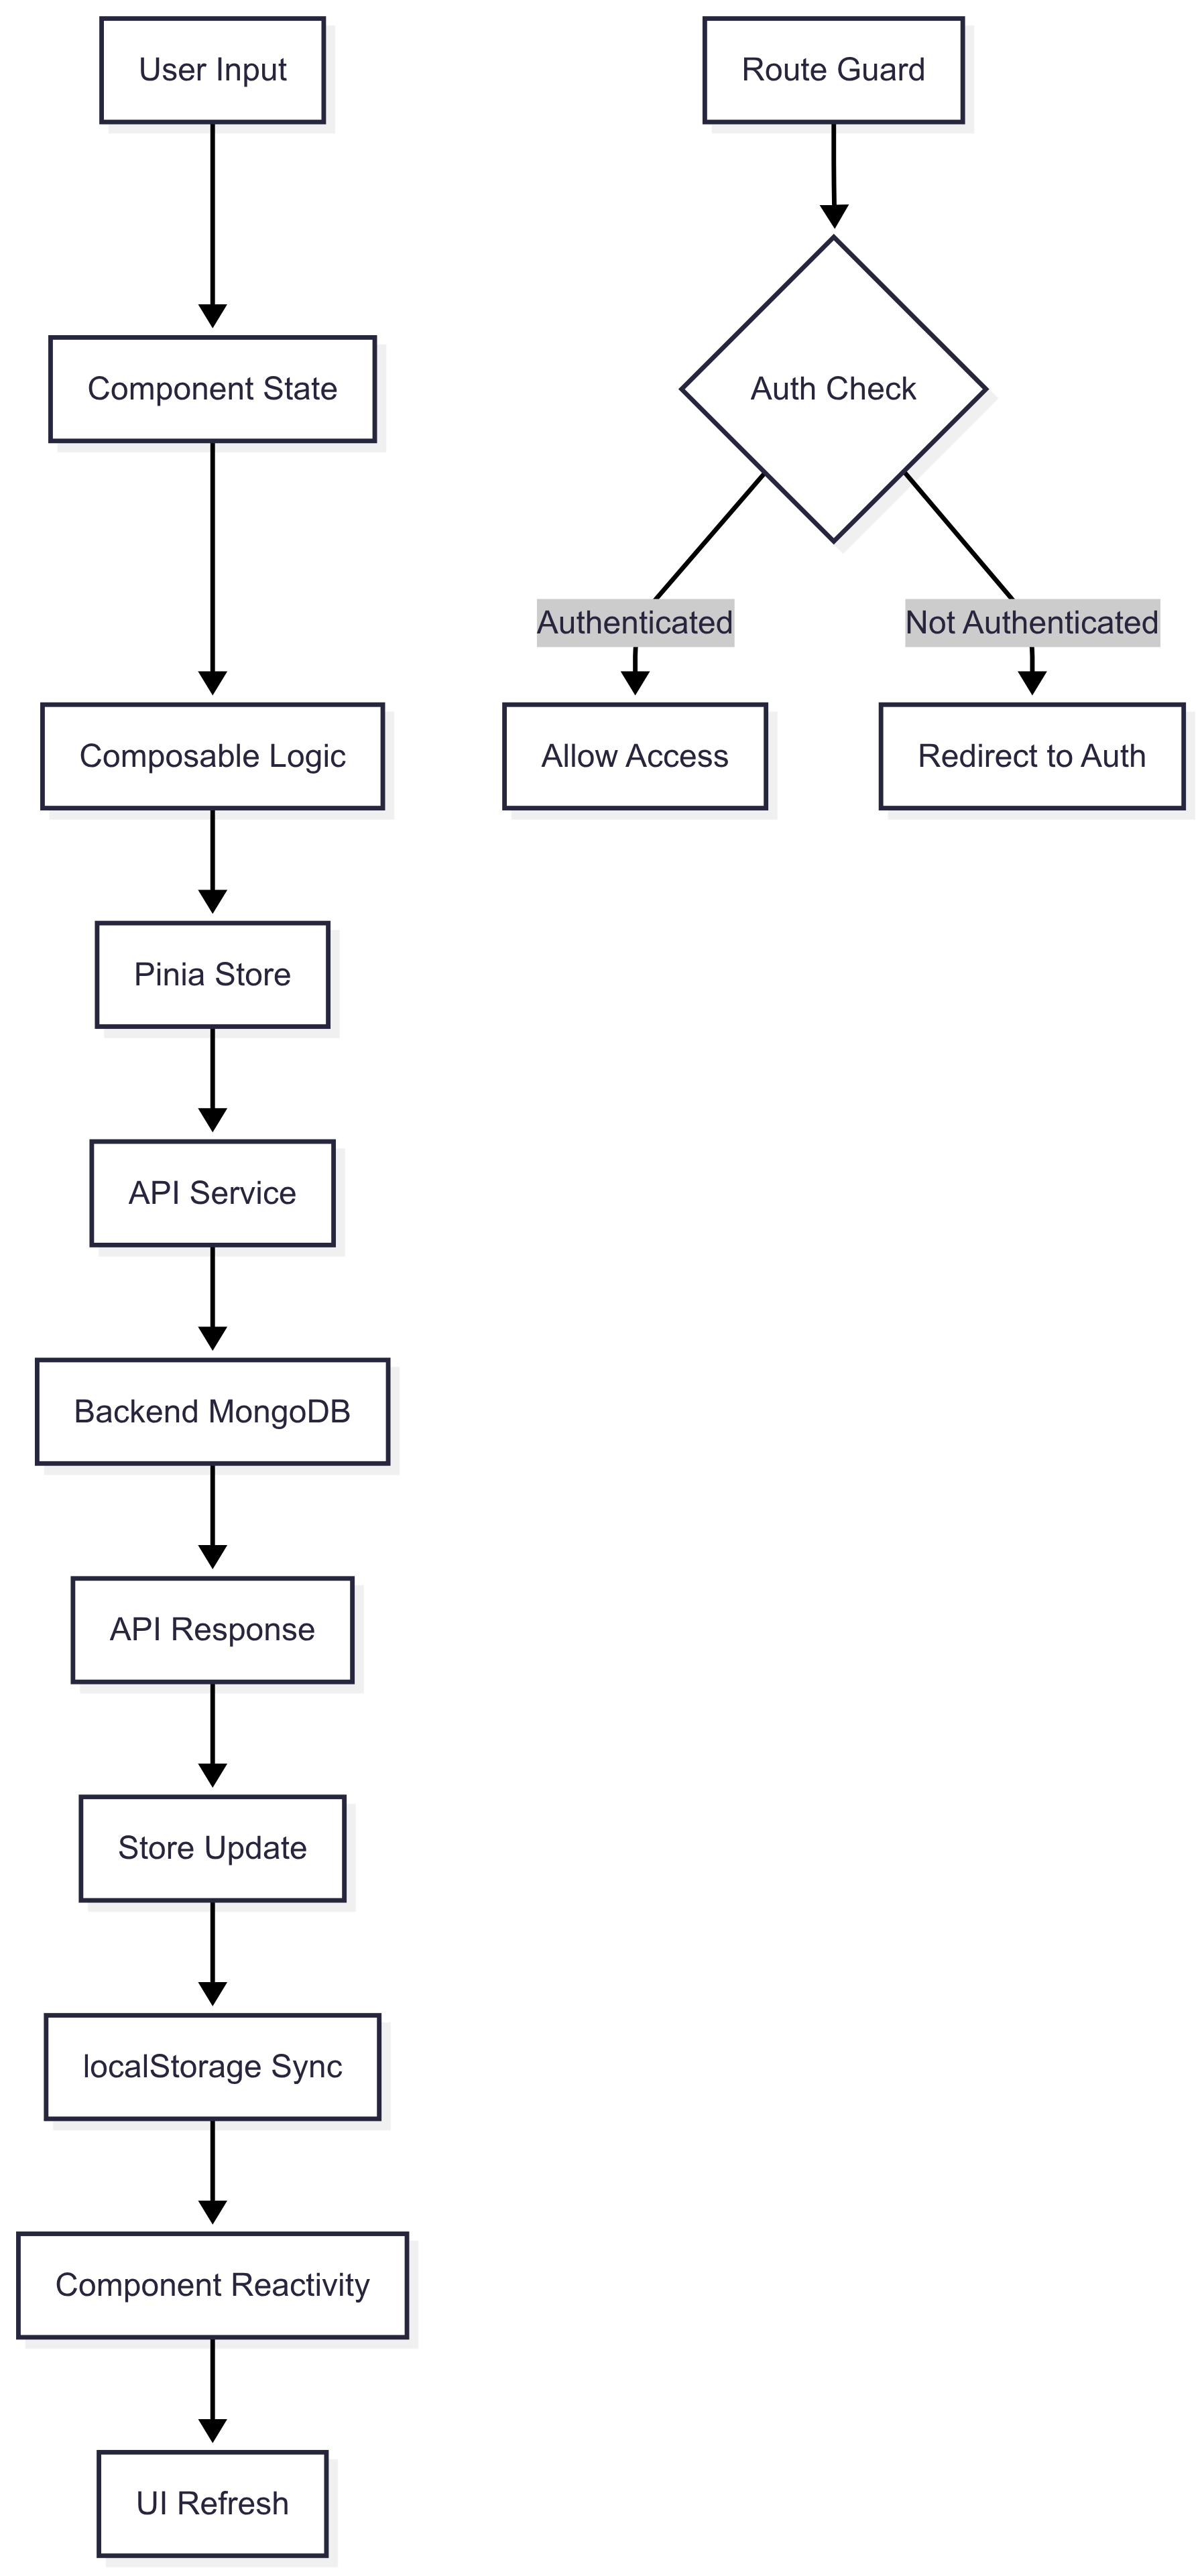 User Input
Route Guard
Component State
Auth Check
Authenticated
Not Authenticated
Composable Logic
Allow Access
Redirect to Auth
Pinia Store
API Service
Backend MongoDB
API Response
Store Update
localStorage Sync
Component Reactivity
UI Refresh